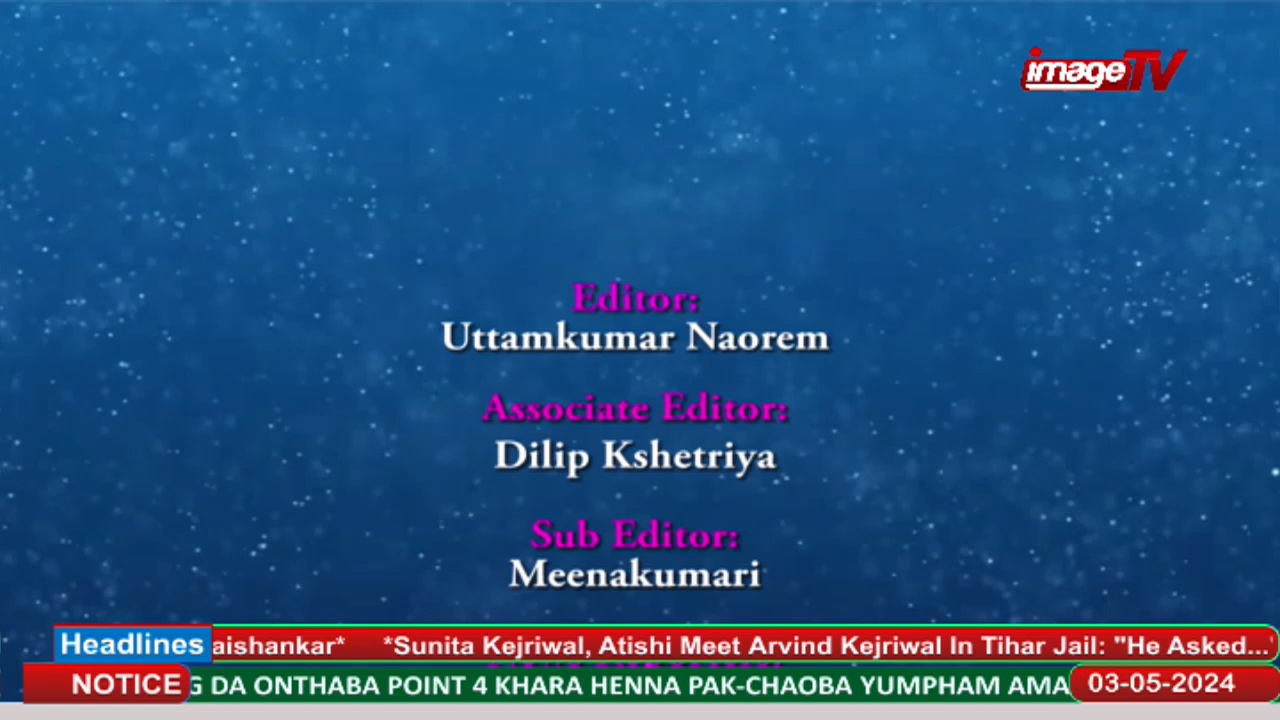 imageTV
Editor:
Uttamkumar Naorem
Associate Editor:
Dilip Kshetriya
Sub Editor:
Meenakumari
Headlines aishankar* *Sunita Kejriwal, Atishi Meet Arvind Kejriwal In Tihar Jail: "He Asked..."
NOTICE G DA ONTHABA POINT 4 KHARA HENNA PAK-CHAOBA YUMPHAM AMA 03-05-2024